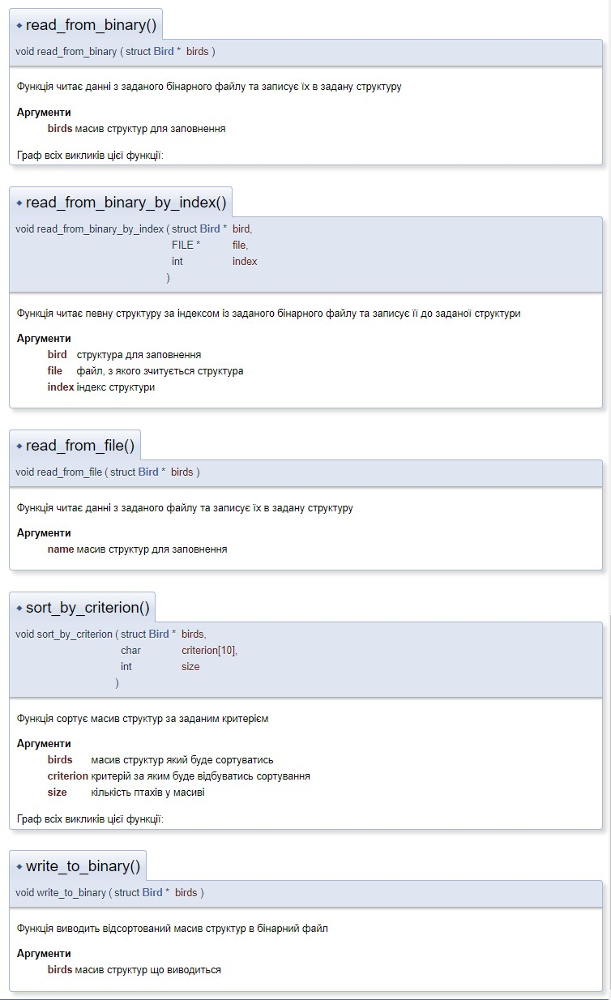 read_from_binary()
void read_from_binary ( struct Bird * birds )
Функція читає данні з заданого бінарного файлу та записує їх в задану структуру
Аргументи
birds масив структур для заповнення
Граф всіх викликів цієї функції:
read_from_binary_by_index()
void read_from_binary_by_index ( struct Bird * bird,
FILE * file,
int index
)
Функція читає певну структуру за індексом із заданого бінарного файлу та записує її до заданої структури
Аргументи
bird структура для заповнення
file файл, з якого зчитується структура
index індекс структури
read_from_file()
void read_from_file ( struct Bird * birds )
Функція читає данні з заданого файлу та записує їх в задану структуру
Аргументи
name масив структур для заповнення
sort_by_criterion()
void sort_by_criterion ( struct Bird * birds,
char criterion[10],
int size
)
Функція сортує масив структур за заданим критерієм
Аргументи
birds масив структур який буде сортуватись
criterion критерій за яким буде відбуватись сортування
size кількість птахів у масиві
Граф всіх викликів цієї функції:
write_to_binary()
void write_to_binary ( struct Bird * birds )
Функція виводить відсортований масив структур в бінарний файл
Аргументи
birds масив структур що виводиться